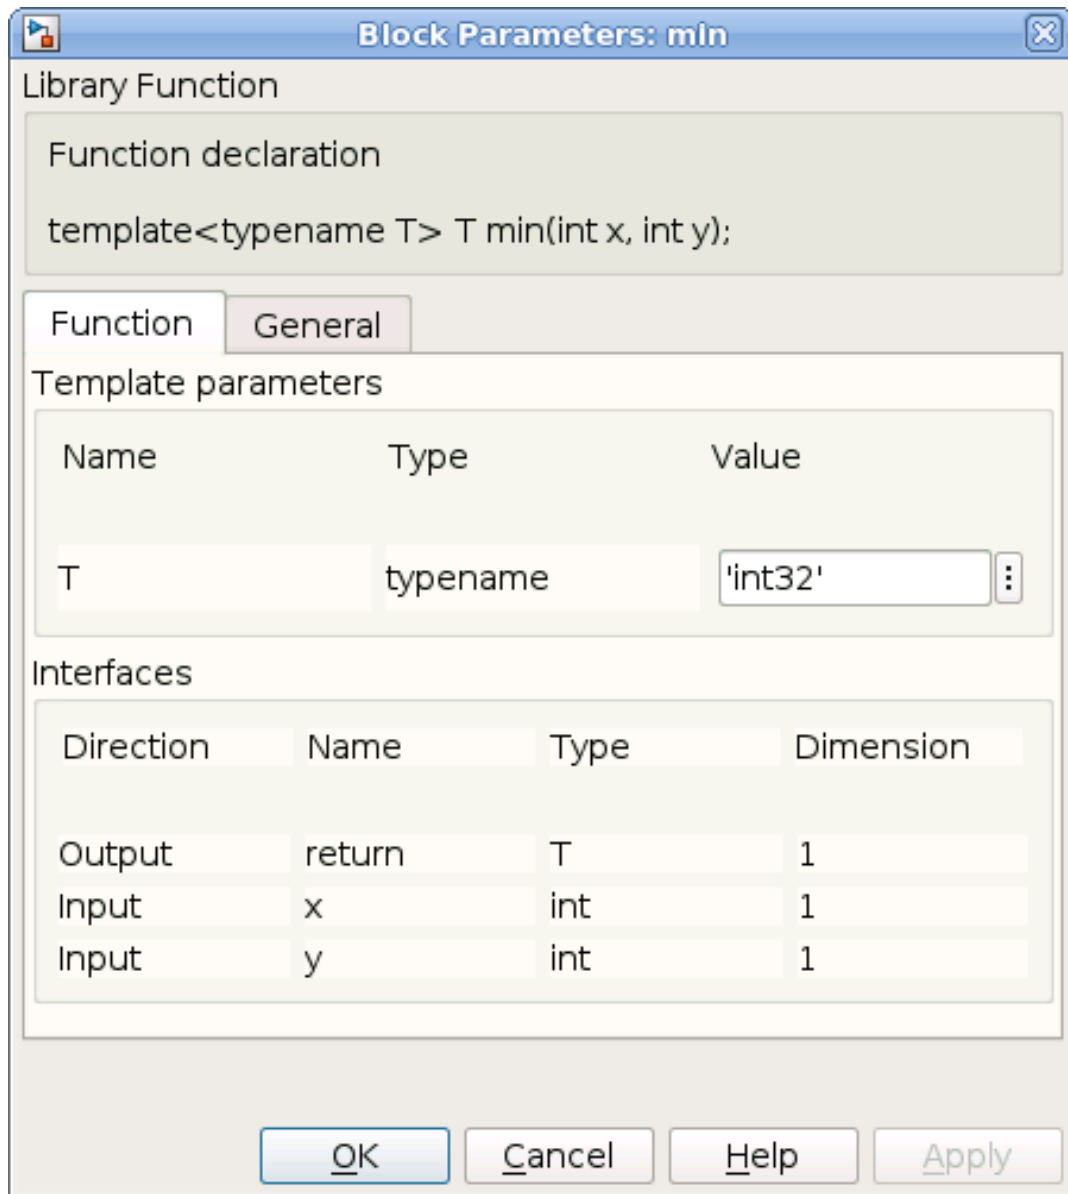 Block Parameters: min
Library Function
Function declaration
template<typename T> T min(int x, int y);
Function General
Template parameters
Name Type Value
T typename 'int32'
Interfaces
Direction Name Type Dimension
Output return T 1
Input x int 1
Input y int 1
OK Cancel Help Apply